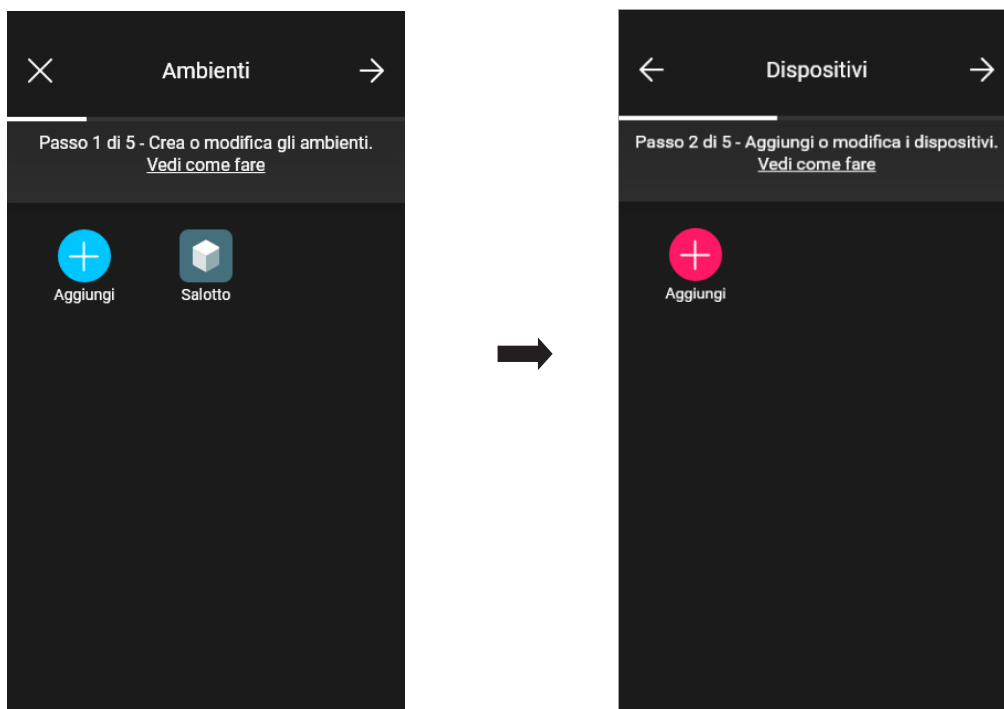 Ambienti
Passo 1 di 5 - Crea o modifica gli ambienti.
Vedi come fare
Aggiungi
Salotto
Dispositivi
Passo 2 di 5 - Aggiungi o modifica i dispositivi.
Vedi come fare
Aggiungi